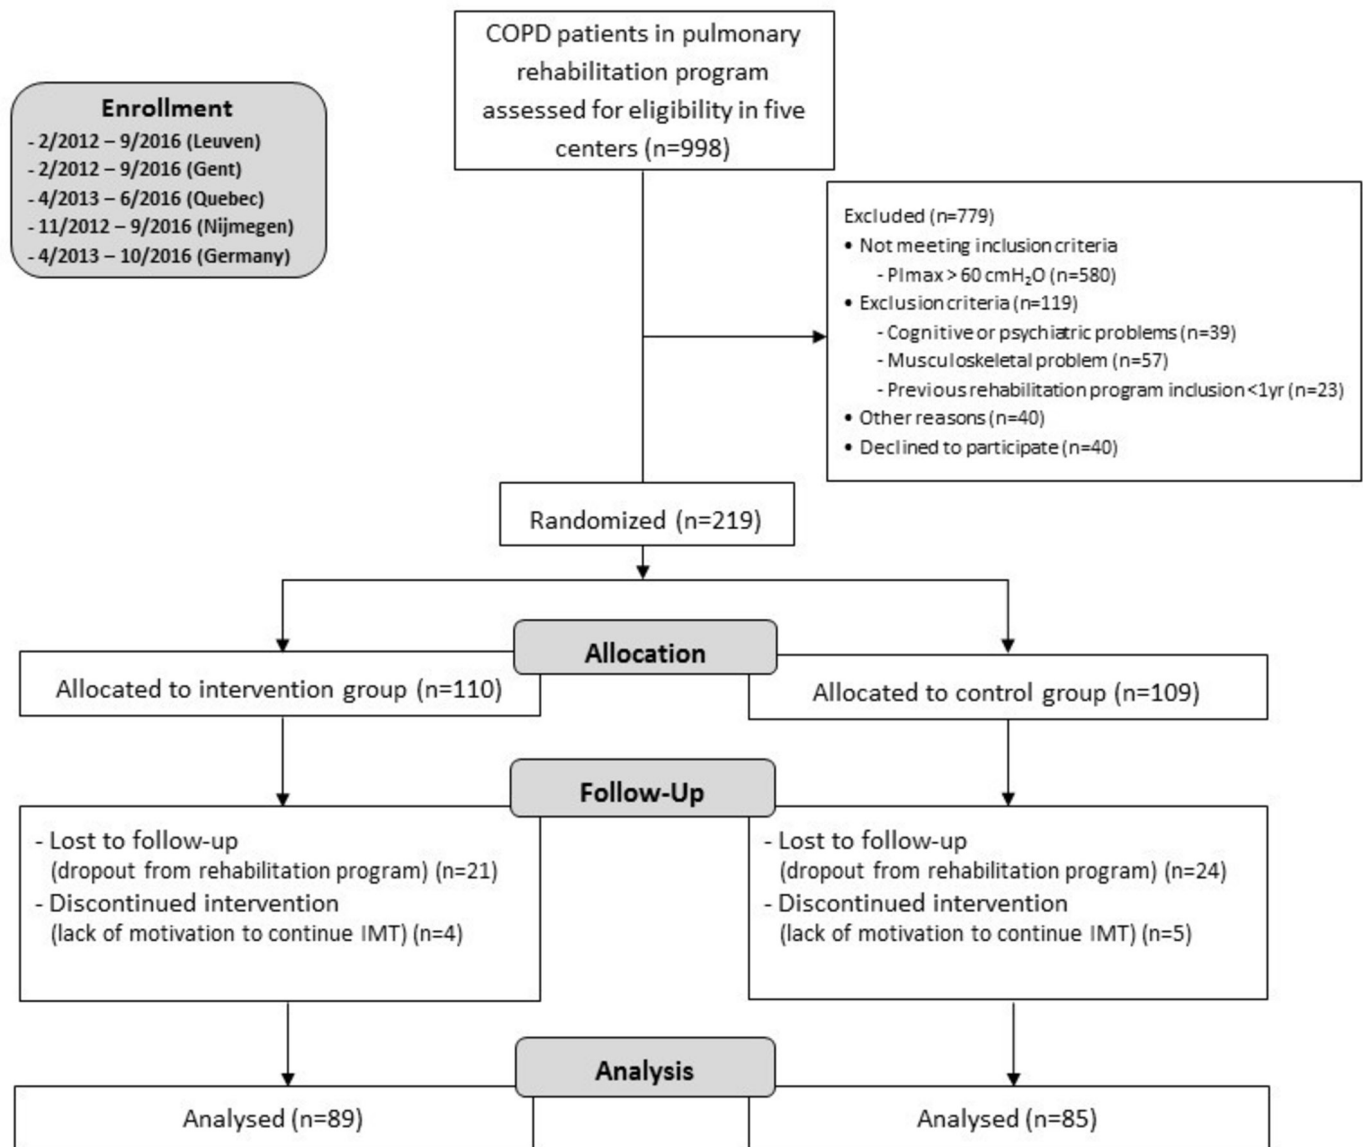 COPD patients in pulmonary
rehabilitation program
assessed for eligibility in five
centers (n=998)
Enrollment
- 2/2012 – 9/2016 (Leuven)
- 2/2012 – 9/2016 (Gent)
- 4/2013 – 6/2016 (Quebec)
- 11/2012 – 9/2016 (Nijmegen)
- 4/2013 – 10/2016 (Germany)
Excluded (n=779)
• Not meeting inclusion criteria
- PImax > 60 cmH₂O (n=580)
• Exclusion criteria (n=119)
- Cognitive or psychiatric problems (n=39)
- Musculoskeletal problem (n=57)
- Previous rehabilitation program inclusion <1yr (n=23)
• Other reasons (n=40)
• Declined to participate (n=40)
Randomized (n=219)
Allocation
Allocated to intervention group (n=110)
Allocated to control group (n=109)
Follow-Up
- Lost to follow-up
(dropout from rehabilitation program) (n=21)
- Discontinued intervention
(lack of motivation to continue IMT) (n=4)
- Lost to follow-up
(dropout from rehabilitation program) (n=24)
- Discontinued intervention
(lack of motivation to continue IMT) (n=5)
Analysis
Analysed (n=89)
Analysed (n=85)